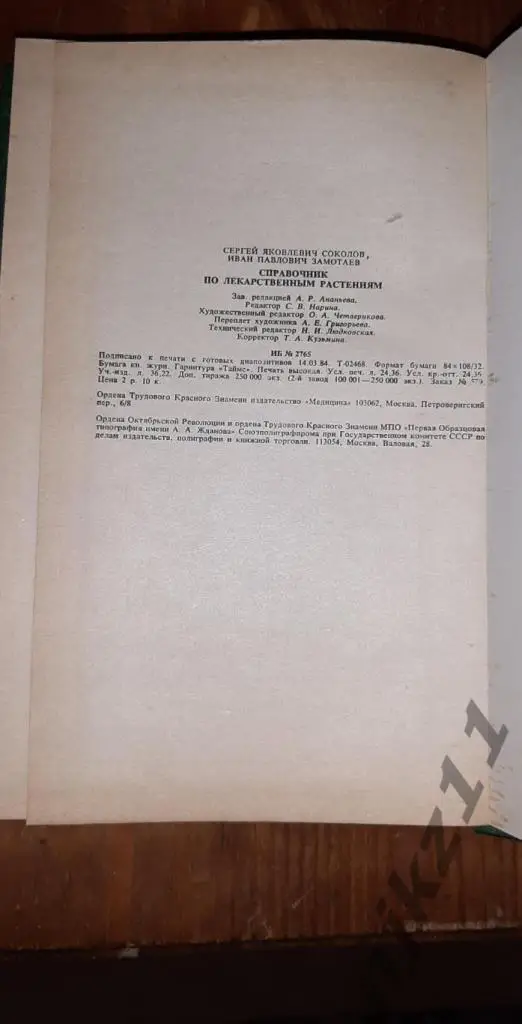 СЕРГЕЙ ЯКОВЛЕВИЧ СОКОЛОВ,
ИВАН ПАВЛОВИЧ ЗАМОТАЕВ
СПРАВОЧНИК
ПО ЛЕКАРСТВЕННЫМ РАСТЕНИЯМ
Зав. редакцией А. Р. Ананьева.
Редактор С. В. Нарина.
Художественный редактор О. А. Четверикова.
Переплет художника А. Е. Григорьева.
Технический редактор Н. И. Людковская.
Корректор Т. А. Кузьмина.
ИБ № 2765
Подписано к печати с готовых диапозитивов 14.03.84. Т-02468. Формат бумаги 84×108/32.
Бумага кн. журн. Гарнитура «Таймс». Печать высокая. Усл. печ. л. 24,36. Усл. кр.-отт. 24,36.
Уч.-изд. л. 36,22. Доп. тиража 250 000 экз. (2-й завод 100 001—250 000 экз.). Заказ №
Цена 2 р. 10 к.
Ордена Трудового Красного Знамени издательство «Медицина» 103062, Москва, Петроверигский
пер., 6/8
Ордена Октябрьской Революции и ордена Трудового Красного Знамени МПО «Первая Образцовая
типография имени А. А. Жданова» Союзполиграфпрома при Государственном комитете СССР по
делам издательств, полиграфии и книжной торговли. 113054, Москва, Валовая, 28.
nikz11